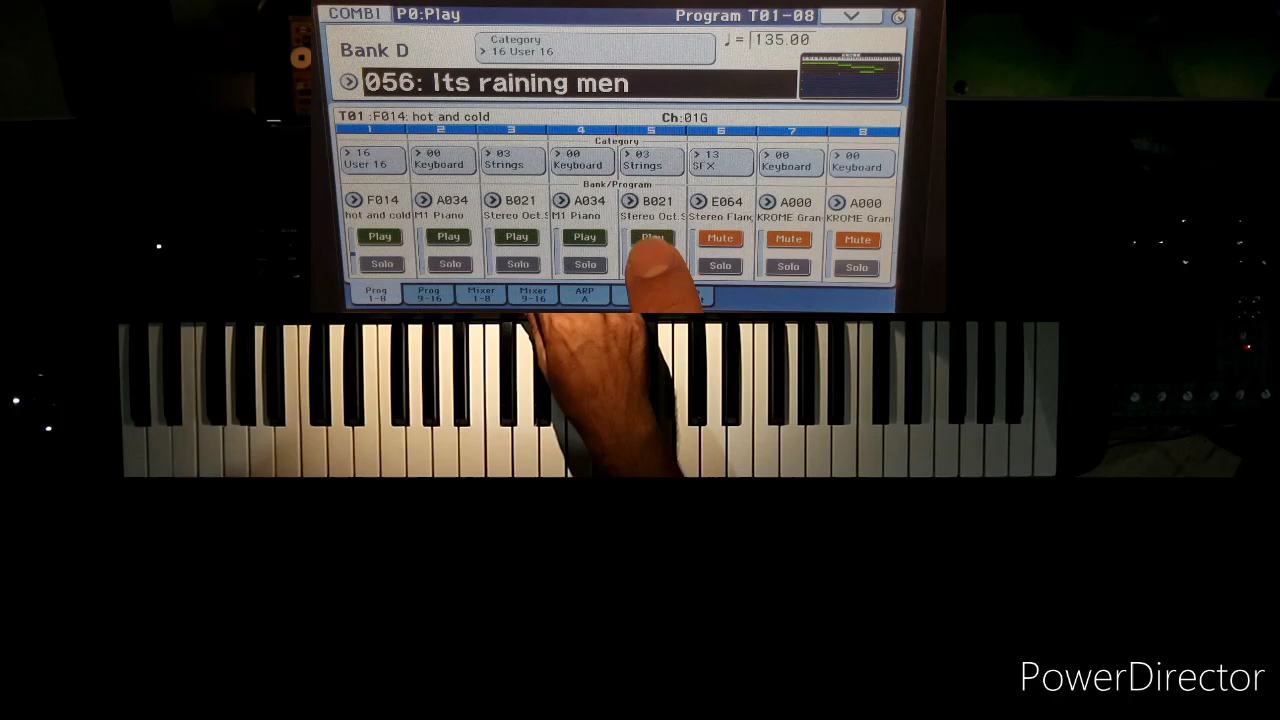 COMBI P0:Play Program T01-08
Bank D
Category
16 User 16
♩= 135.00
056: Its raining men
T01 :F014: hot and cold Ch:01G
1 2 3 4 5 6 7 8
Category
16 User 16
00 Keyboard
03 Strings
00 Keyboard
03 Strings
13 SFX
00 Keyboard
00 Keyboard
Bank/Program
F014 A034 B021 A034 B021 E064 A000 A000
hot and cold M1 Piano Stereo Oct.S M1 Piano Stereo Oct.S Stereo Flang KROME Gran KROME Gran
Play Play Play Play Play Mute Mute Mute
Solo Solo Solo Solo Solo Solo Solo
Prog 1-8
Prog 9-16
Mixer 1-8
Mixer 9-16
ARP A
PowerDirector